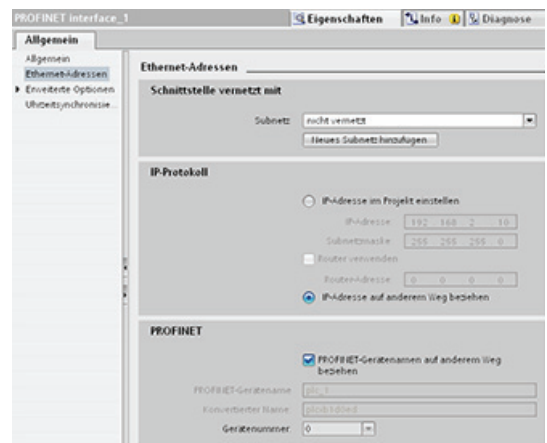 PROFINET interface_1
Eigenschaften
Info
Diagnose
Allgemein
Allgemein
Ethernet-Adressen
Erweiterte Optionen
Uhrzeitsynchronisie...
Ethernet-Adressen
Schnittstelle vernetzt mit
Subnetz: nicht vernetzt
Neues Subnetz hinzufügen
IP-Protokoll
IP-Adresse im Projekt einstellen
IP-Adresse: 192 . 168 . 2 . 10
Subnetzmaske: 255 . 255 . 255 . 0
Router verwenden
Router-Adresse: 0 . 0 . 0 . 0
IP-Adresse auf anderem Weg beziehen
PROFINET
PROFINET-Gerätenamen auf anderem Weg
beziehen
PROFINET-Gerätename: plc_1
Konvertierter Name:
Gerätenummer: 0